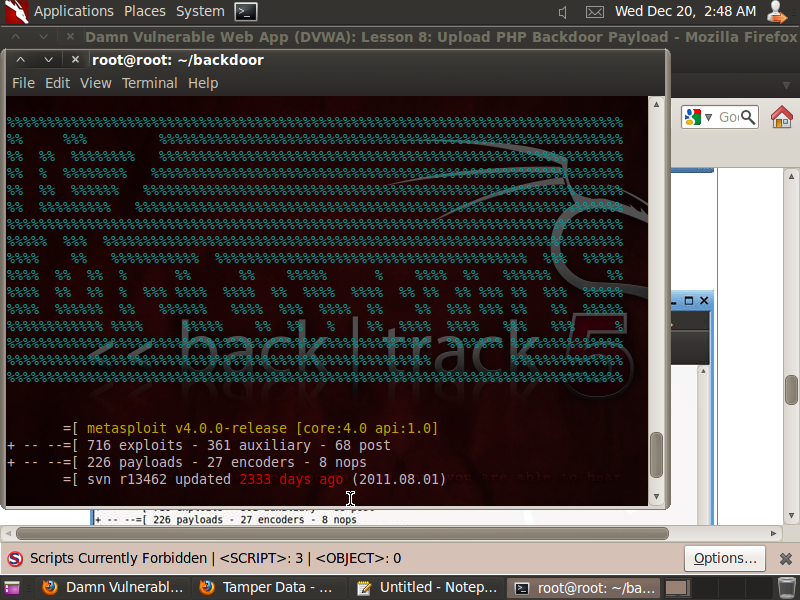 Applications Places System Wed Dec 20, 2:48 AM
Damn Vulnerable Web App (DVWA): Lesson 8: Upload PHP Backdoor Payload - Mozilla Firefox
root@root: ~/backdoor
File Edit View Terminal Help
<< back | track 5
=[ metasploit v4.0.0-release [core:4.0 api:1.0]
+ -- --=[ 716 exploits - 361 auxiliary - 68 post
+ -- --=[ 226 payloads - 27 encoders - 8 nops
=[ svn r13462 updated 2333 days ago (2011.08.01)
+ -- --=[ 226 payloads - 27 encoders - 8 nops
Scripts Currently Forbidden | <SCRIPT>: 3 | <OBJECT>: 0 Options...
Damn Vulnerabl... Tamper Data - ... Untitled - Notep... root@root: ~/ba...